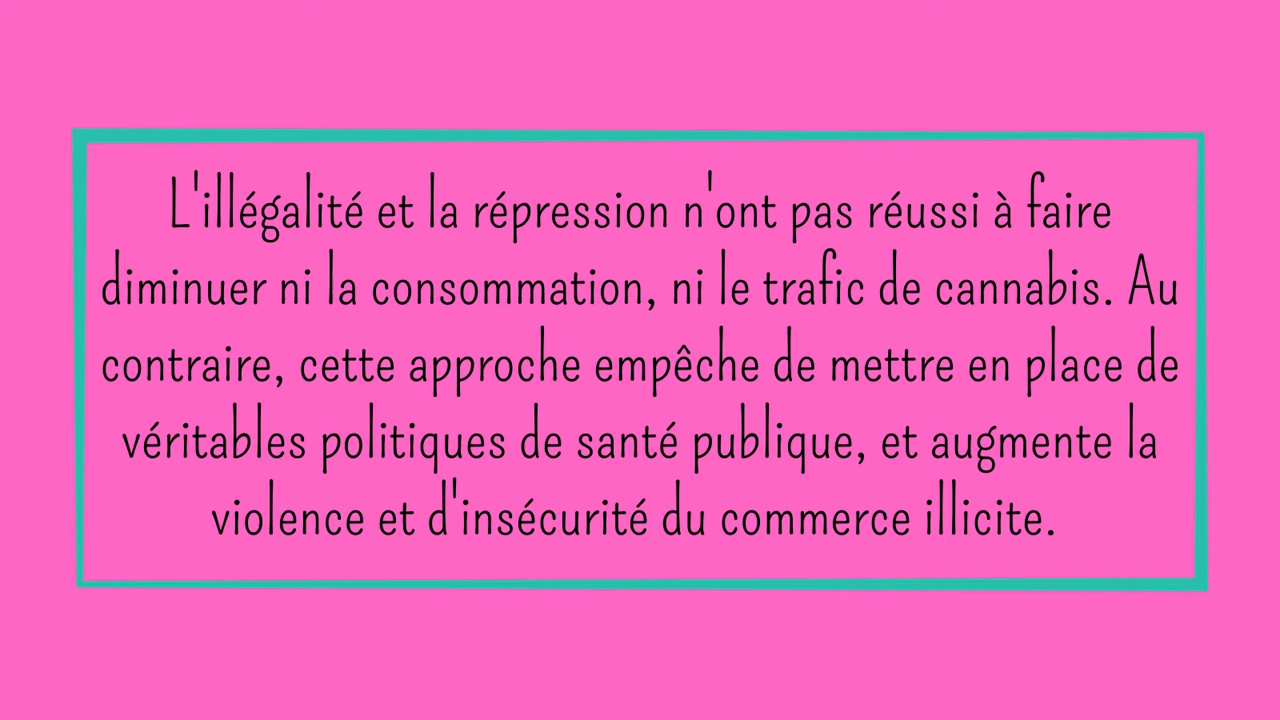 L'illégalité et la répression n'ont pas réussi à faire
diminuer ni la consommation, ni le trafic de cannabis. Au
contraire, cette approche empêche de mettre en place de
véritables politiques de santé publique, et augmente la
violence et d'insécurité du commerce illicite.